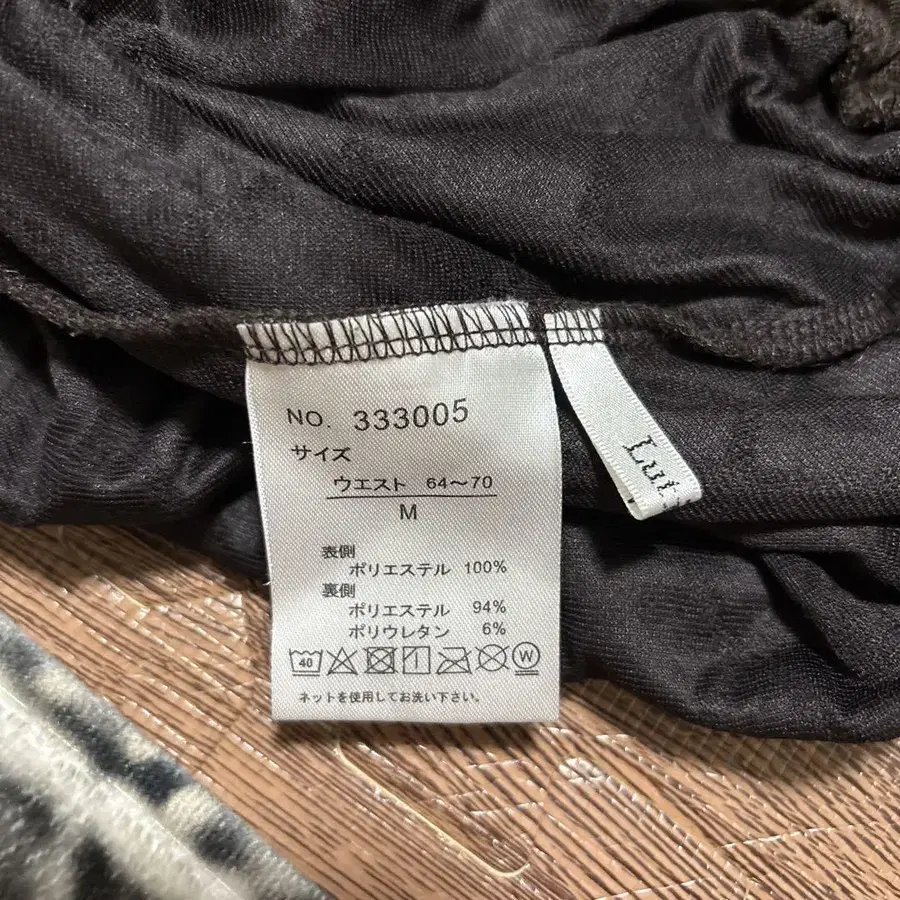 NO. 333005
サイズ
ウエスト 64～70
M
表側
ポリエステル 100%
裏側
ポリエステル 94%
ポリウレタン 6%
40 W
ネットを使用してお洗い下さい。